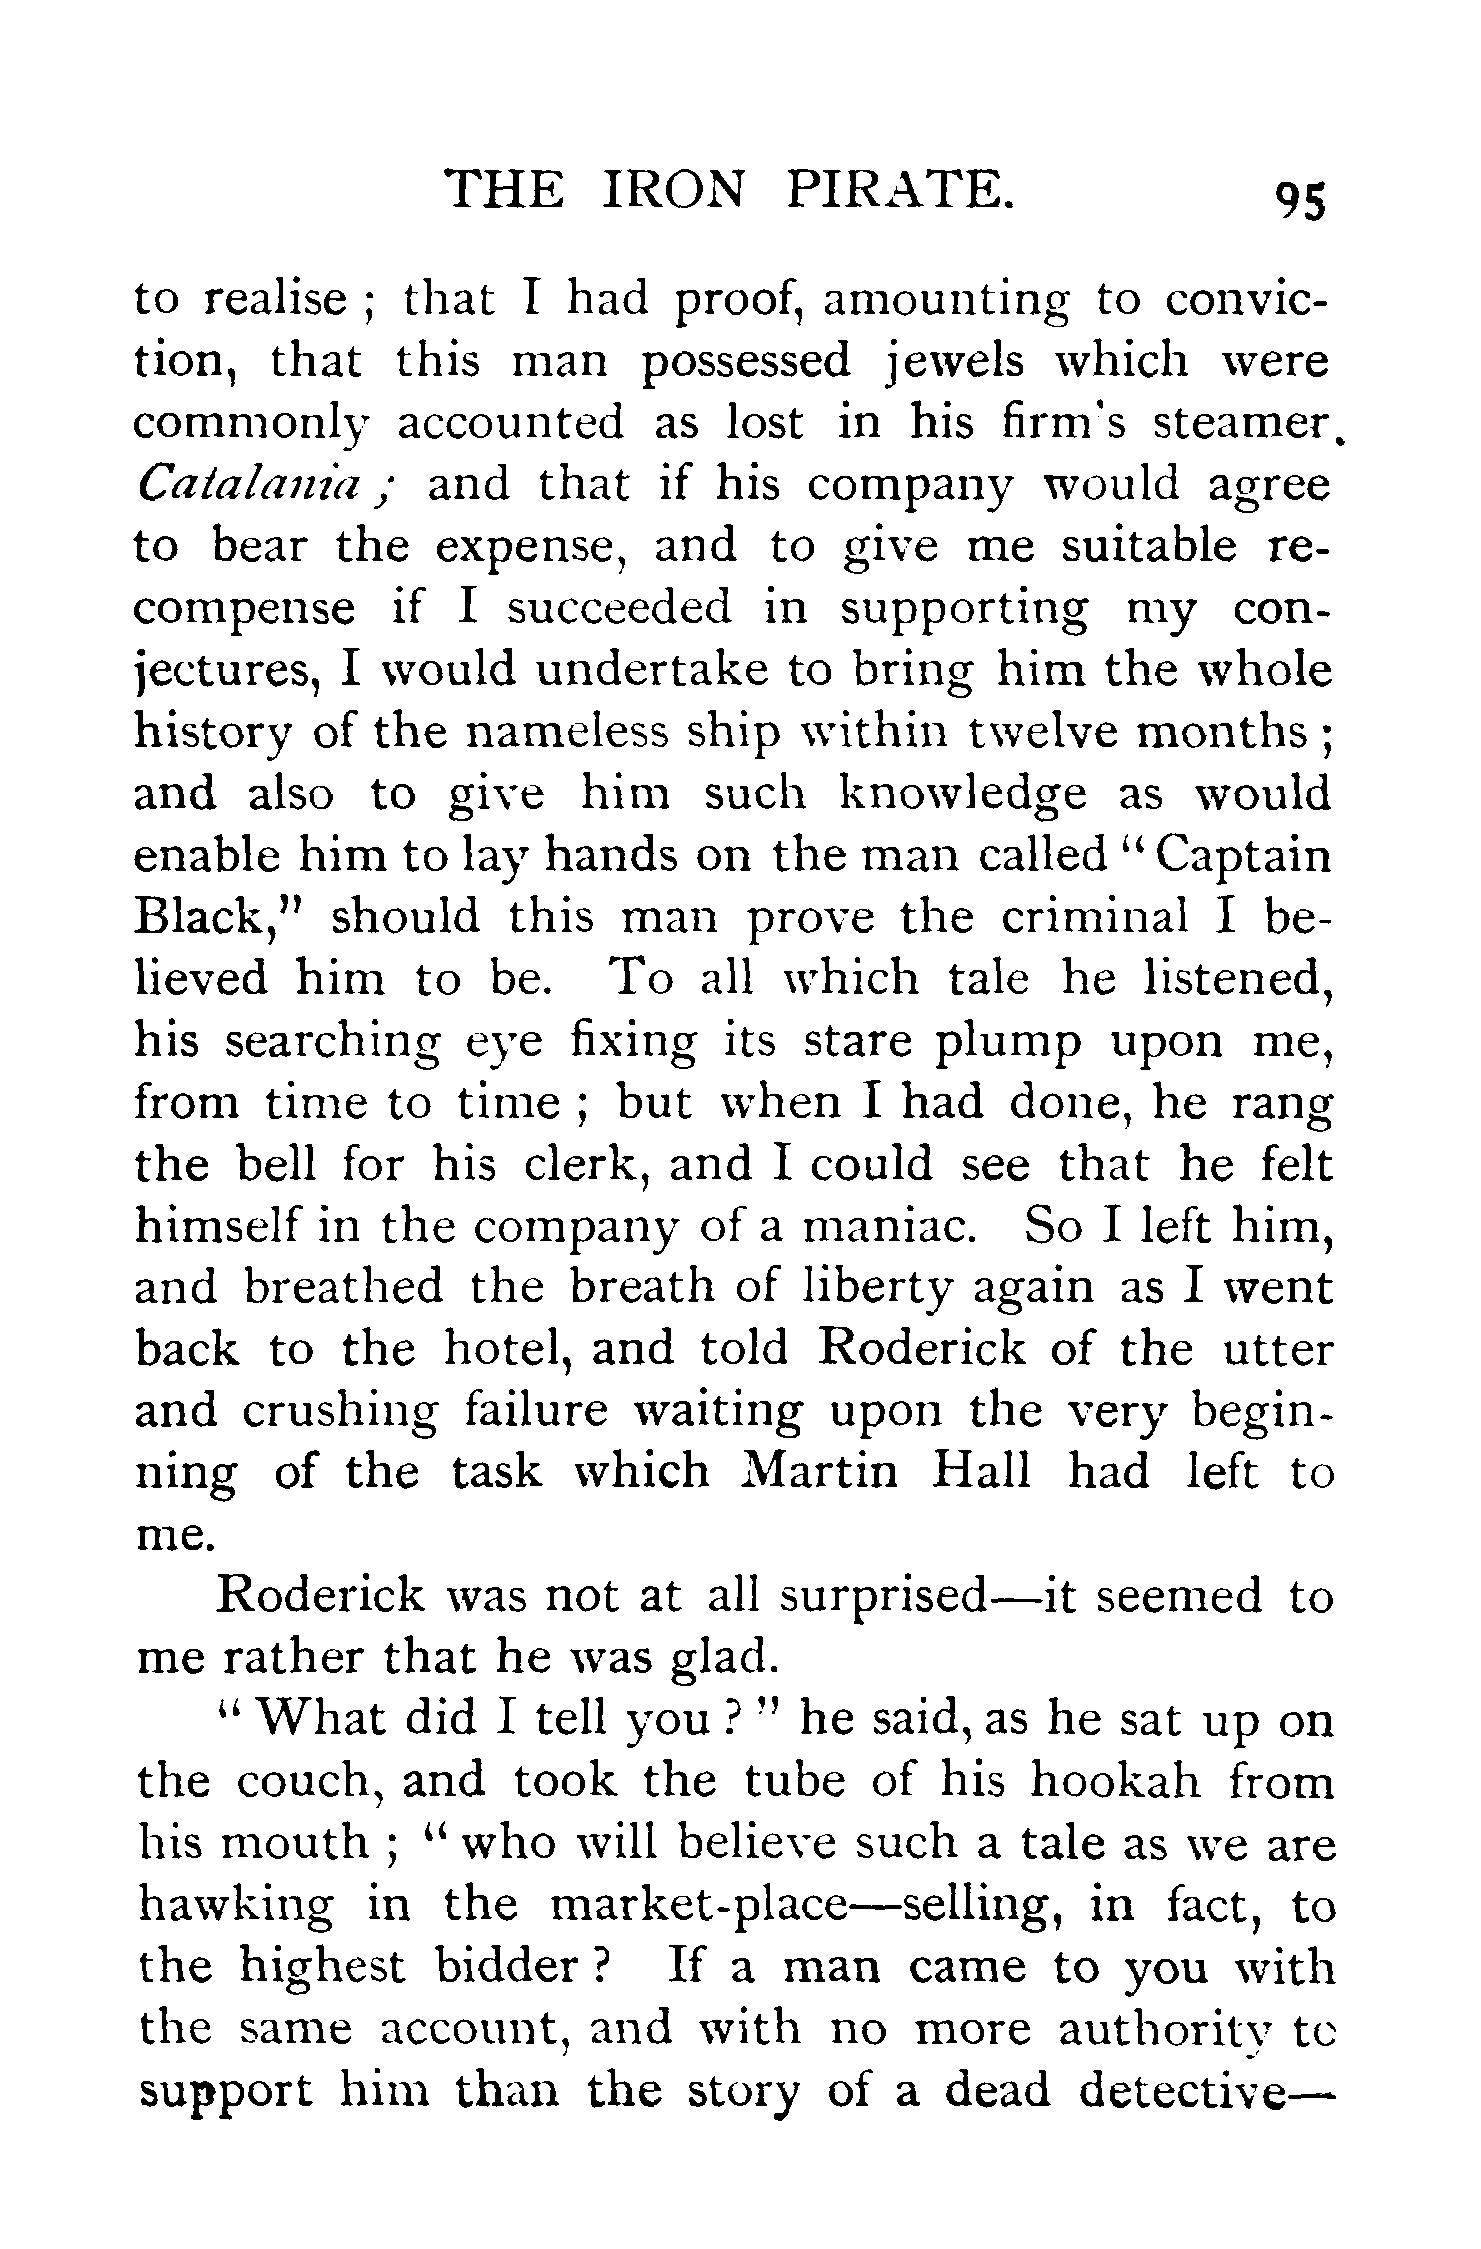 THE IRON PIRATE. 95
to realise ; that I had proof, amounting to convic-
tion, that this man possessed jewels which were
commonly accounted as lost in his firm's steamer.
Catalania ; and that if his company would agree
to bear the expense, and to give me suitable re-
compense if I succeeded in supporting my con-
jectures, I would undertake to bring him the whole
history of the nameless ship within twelve months ;
and also to give him such knowledge as would
enable him to lay hands on the man called “ Captain
Black,” should this man prove the criminal I be-
lieved him to be. To all which tale he listened,
his searching eye fixing its stare plump upon me,
from time to time ; but when I had done, he rang
the bell for his clerk, and I could see that he felt
himself in the company of a maniac. So I left him,
and breathed the breath of liberty again as I went
back to the hotel, and told Roderick of the utter
and crushing failure waiting upon the very begin-
ning of the task which Martin Hall had left to
me.
Roderick was not at all surprised—it seemed to
me rather that he was glad.
“ What did I tell you ? ” he said, as he sat up on
the couch, and took the tube of his hookah from
his mouth ; “ who will believe such a tale as we are
hawking in the market-place—selling, in fact, to
the highest bidder ? If a man came to you with
the same account, and with no more authority to
support him than the story of a dead detective—